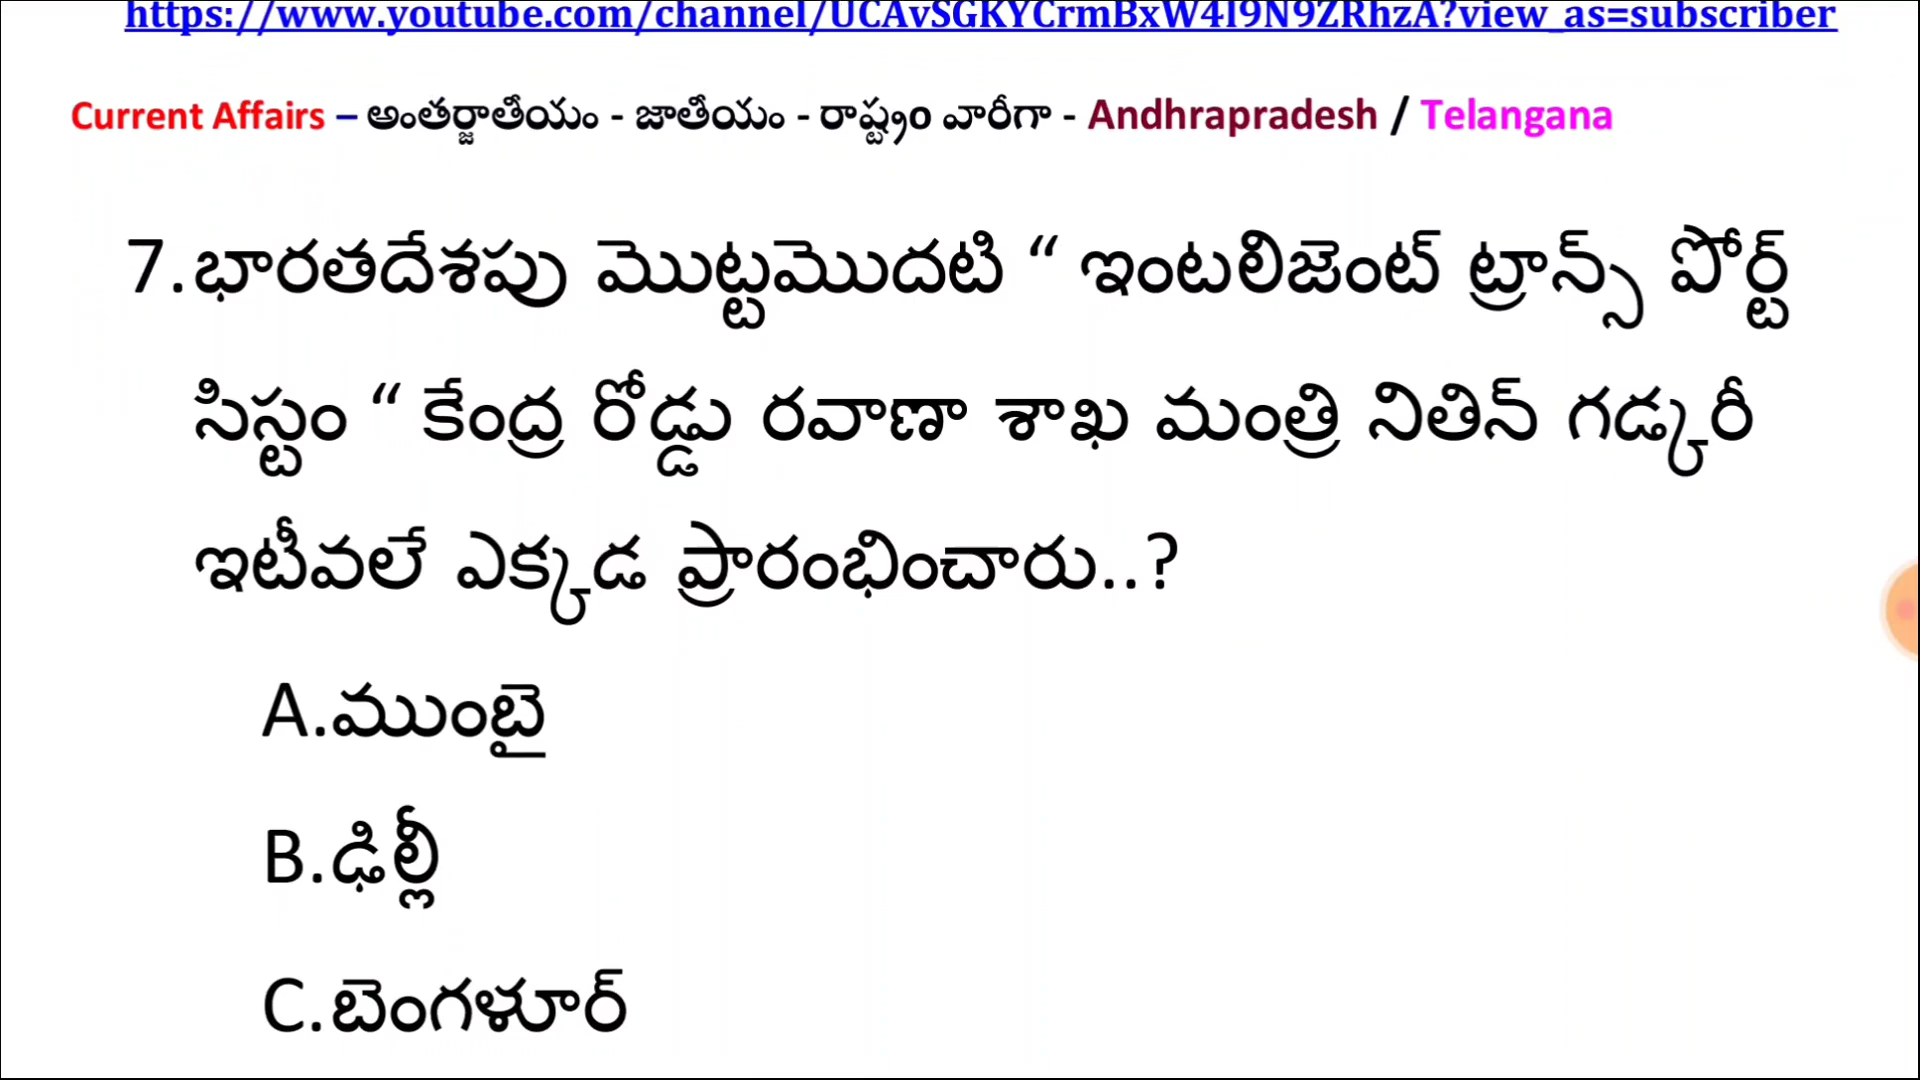 https://www.youtube.com/channel/UCAvSGKYCrmBxW4I9N9ZRhzA?view_as=subscriber
Current Affairs – అంతర్జాతీయం - జాతీయం - రాష్ట్రం వారీగా - Andhrapradesh / Telangana
7.భారతదేశపు మొట్టమొదటి “ ఇంటలిజెంట్ ట్రాన్స్ పోర్ట్
సిస్టం “ కేంద్ర రోడ్డు రవాణా శాఖ మంత్రి నితిన్ గడ్కరీ
ఇటీవలే ఎక్కడ ప్రారంభించారు..?
A.ముంబై
B.ఢిల్లీ
C.బెంగళూర్